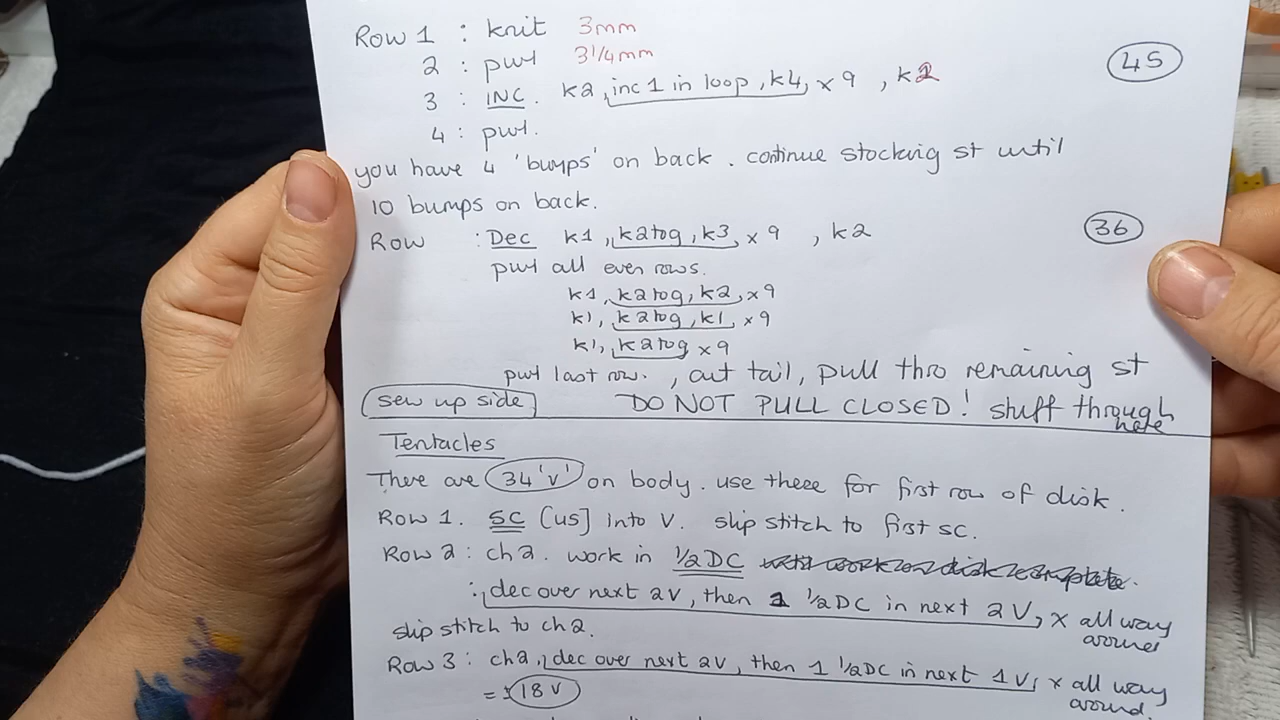 Row 1 : knit 3mm
2 : purl 3¼mm
3 : INC. k2, inc 1 in loop, k4, x 9 , k2
45
4 : purl.
you have 4 'bumps' on back. continue stocking st until
10 bumps on back.
Row : Dec k1, k2tog, k3, x 9 , k2
36
purl all even rows.
k1, k2tog, k2, x9
k1, k2tog, k1, x9
k1, k2tog x9
purl last row. , cut tail, pull thro remaining st
sew up side DO NOT PULL CLOSED! stuff through
hole
Tentacles
There are 34 'v' on body. use these for first row of disk.
Row 1. SC [us] into V. slip stitch to first sc.
Row 2: ch2. work in ½DC
: dec over next 2V, then 1 ½DC in next 2V, x all way
around
slip stitch to ch2.
Row 3: ch2, dec over next 2V, then 1 ½DC in next 1V, x all way
around.
= 18 V